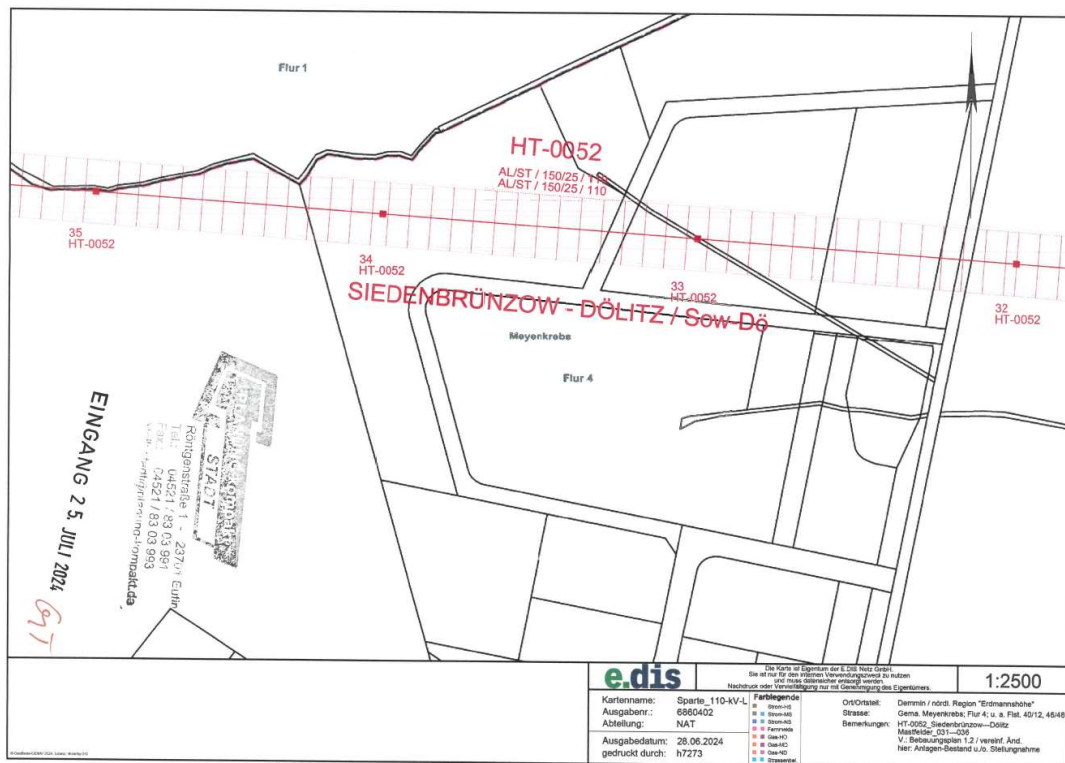 Flur 1
HT-0052
AL/ST / 150/25 / 110
AL/ST / 150/25 / 110
35
HT-0052
34
HT-0052
33
HT-0052
32
HT-0052
SIEDENBRÜNZOW - DÖLITZ / Sow-Dö
Meyenkrebs
Flur 4
STADT
Röntgenstraße 1 - 23701 Eutin
Tel.: 04521 / 83 03 991
Fax.: 04521 / 83 03 993
EINGANG 25. JULI 2024
e.dis
Die Karte ist Eigentum der E.DIS Netz GmbH.
Sie ist nur für den internen Verwendungszweck zu nutzen
und muss datensicher entsorgt werden.
Nachdruck oder Vervielfältigung nur mit Genehmigung des Eigentümers.
1:2500
Kartenname: Sparte_110-kV-L
Ausgabenr.: 6860402
Abteilung: NAT
Ausgabedatum: 28.06.2024
gedruckt durch: h7273
Farblegende
Strom-HS
Strom-MS
Strom-NS
Fernmelde
Gas-HD
Gas-MD
Gas-ND
Strassenbel
Ort/Ortsteil: Demmin / nördl. Region "Erdmannshöhe"
Strasse: Gema. Meyenkrebs; Flur 4; u. a. Flst. 40/12, 46/48
Bemerkungen: HT-0052_Siedenbrünzow---Dölitz
Mastfelder_031---036
V.: Bebauungsplan 1.2 / vereinf. Änd.
hier: Anlagen-Bestand u./o. Stellungnahme